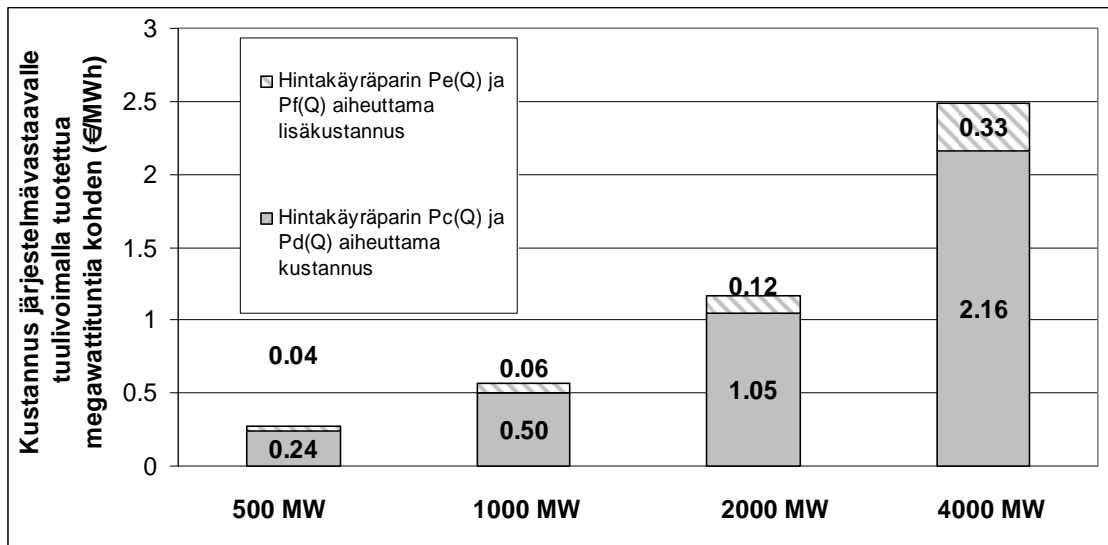 Kustannus järjestelmävastaavalle
tuulivoimalla tuotettua
megawattituntia kohden (€/MWh)
3
2.5
2
1.5
1
0.5
0
Hintakäyräparin Pe(Q) ja
Pf(Q) aiheuttama
lisäkustannus
Hintakäyräparin Pc(Q) ja
Pd(Q) aiheuttama
kustannus
0.04
0.24
0.06
0.50
0.12
1.05
0.33
2.16
500 MW
1000 MW
2000 MW
4000 MW